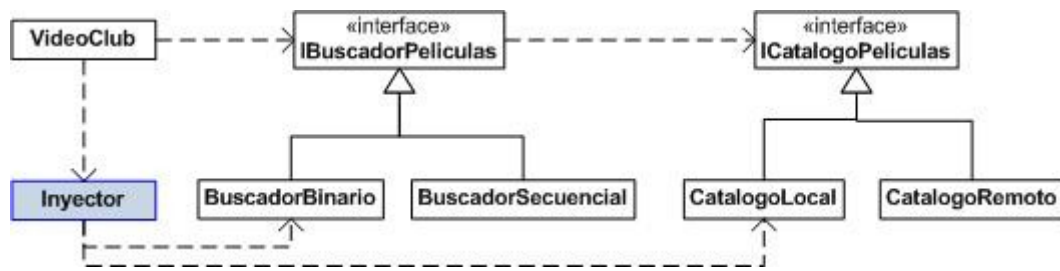 VideoClub
«interface»
IBuscadorPeliculas
«interface»
ICatalogoPeliculas
Inyector
BuscadorBinario
BuscadorSecuencial
CatalogoLocal
CatalogoRemoto